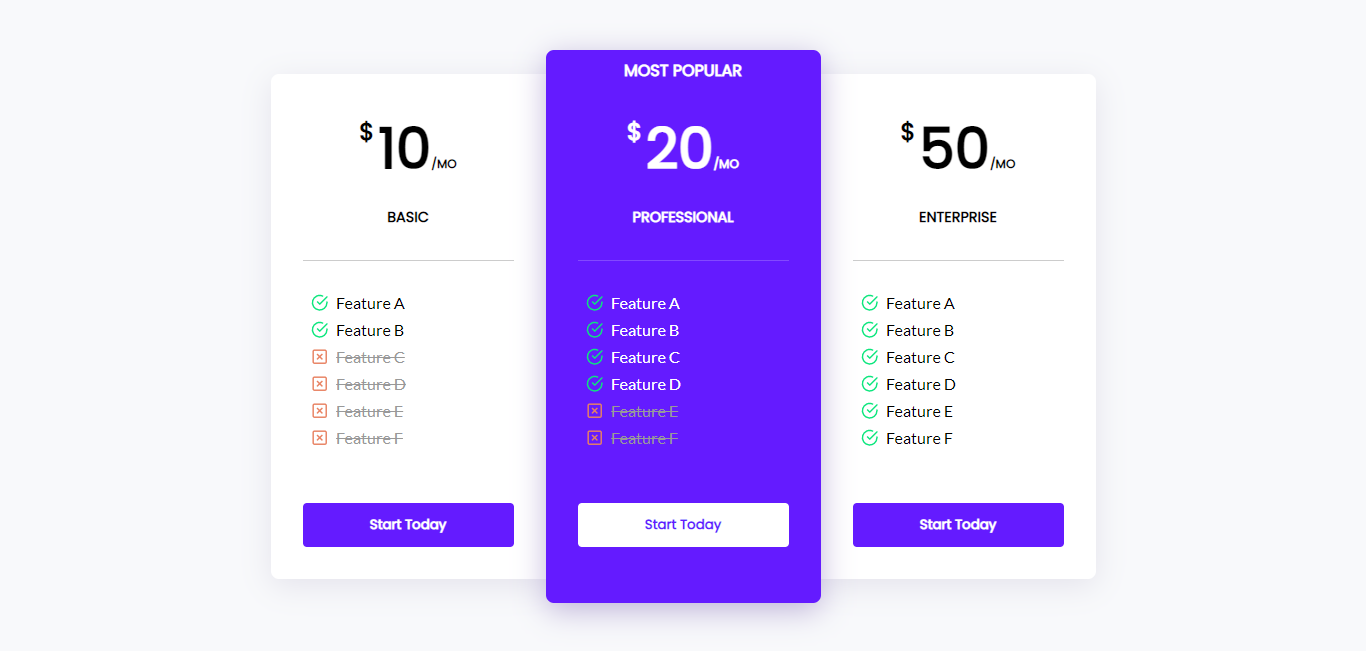 $10/MO
BASIC
Feature A
Feature B
Feature C
Feature D
Feature E
Feature F
Start Today
MOST POPULAR
$20/MO
PROFESSIONAL
Feature A
Feature B
Feature C
Feature D
Feature E
Feature F
Start Today
$50/MO
ENTERPRISE
Feature A
Feature B
Feature C
Feature D
Feature E
Feature F
Start Today